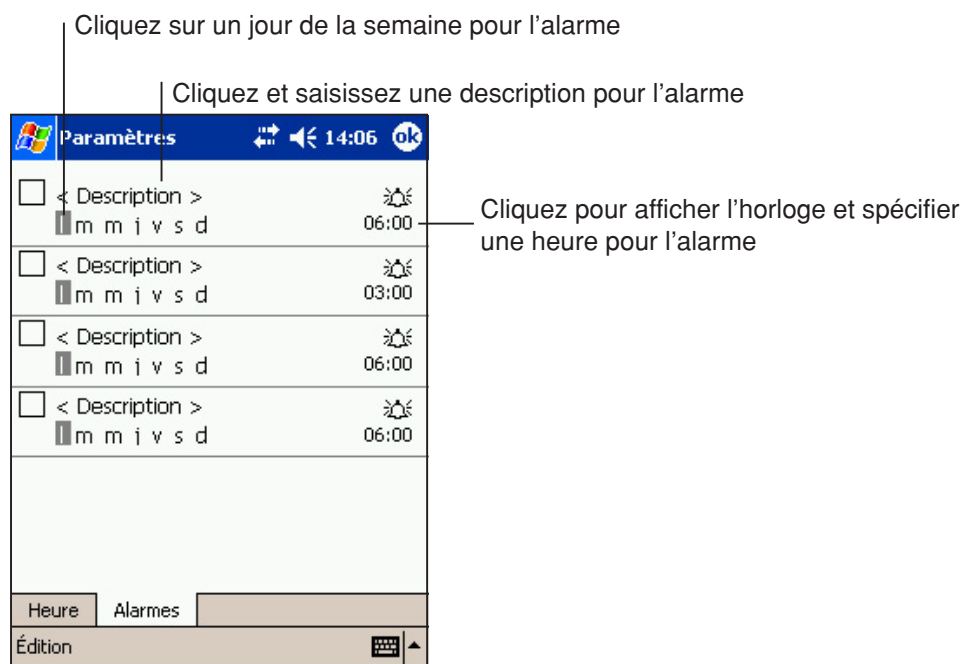 Cliquez sur un jour de la semaine pour l'alarme
Cliquez et saisissez une description pour l'alarme
Paramètres 14:06 ok
< Description >
l m m j v s d 06:00
Cliquez pour afficher l'horloge et spécifier
une heure pour l'alarme
< Description >
l m m j v s d 03:00
< Description >
l m m j v s d 06:00
< Description >
l m m j v s d 06:00
Heure Alarmes
Édition